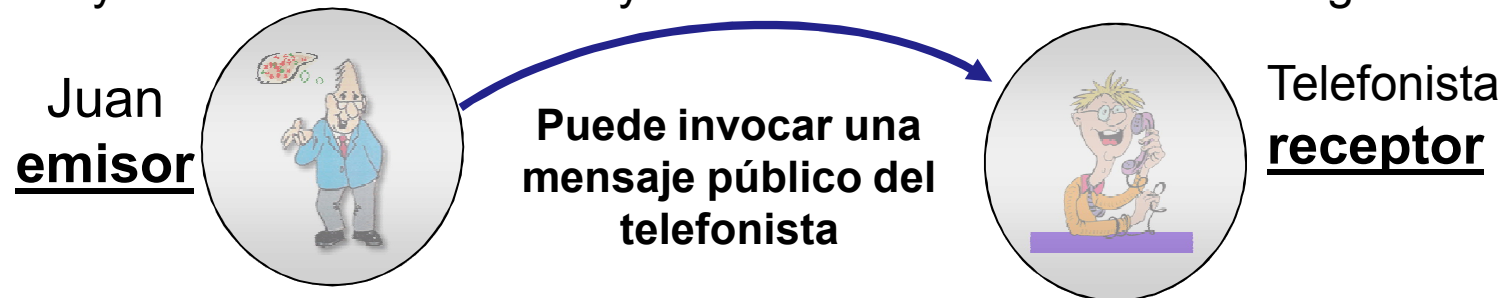 Juan
emisor
Puede invocar una
mensaje público del
telefonista
Telefonista
receptor